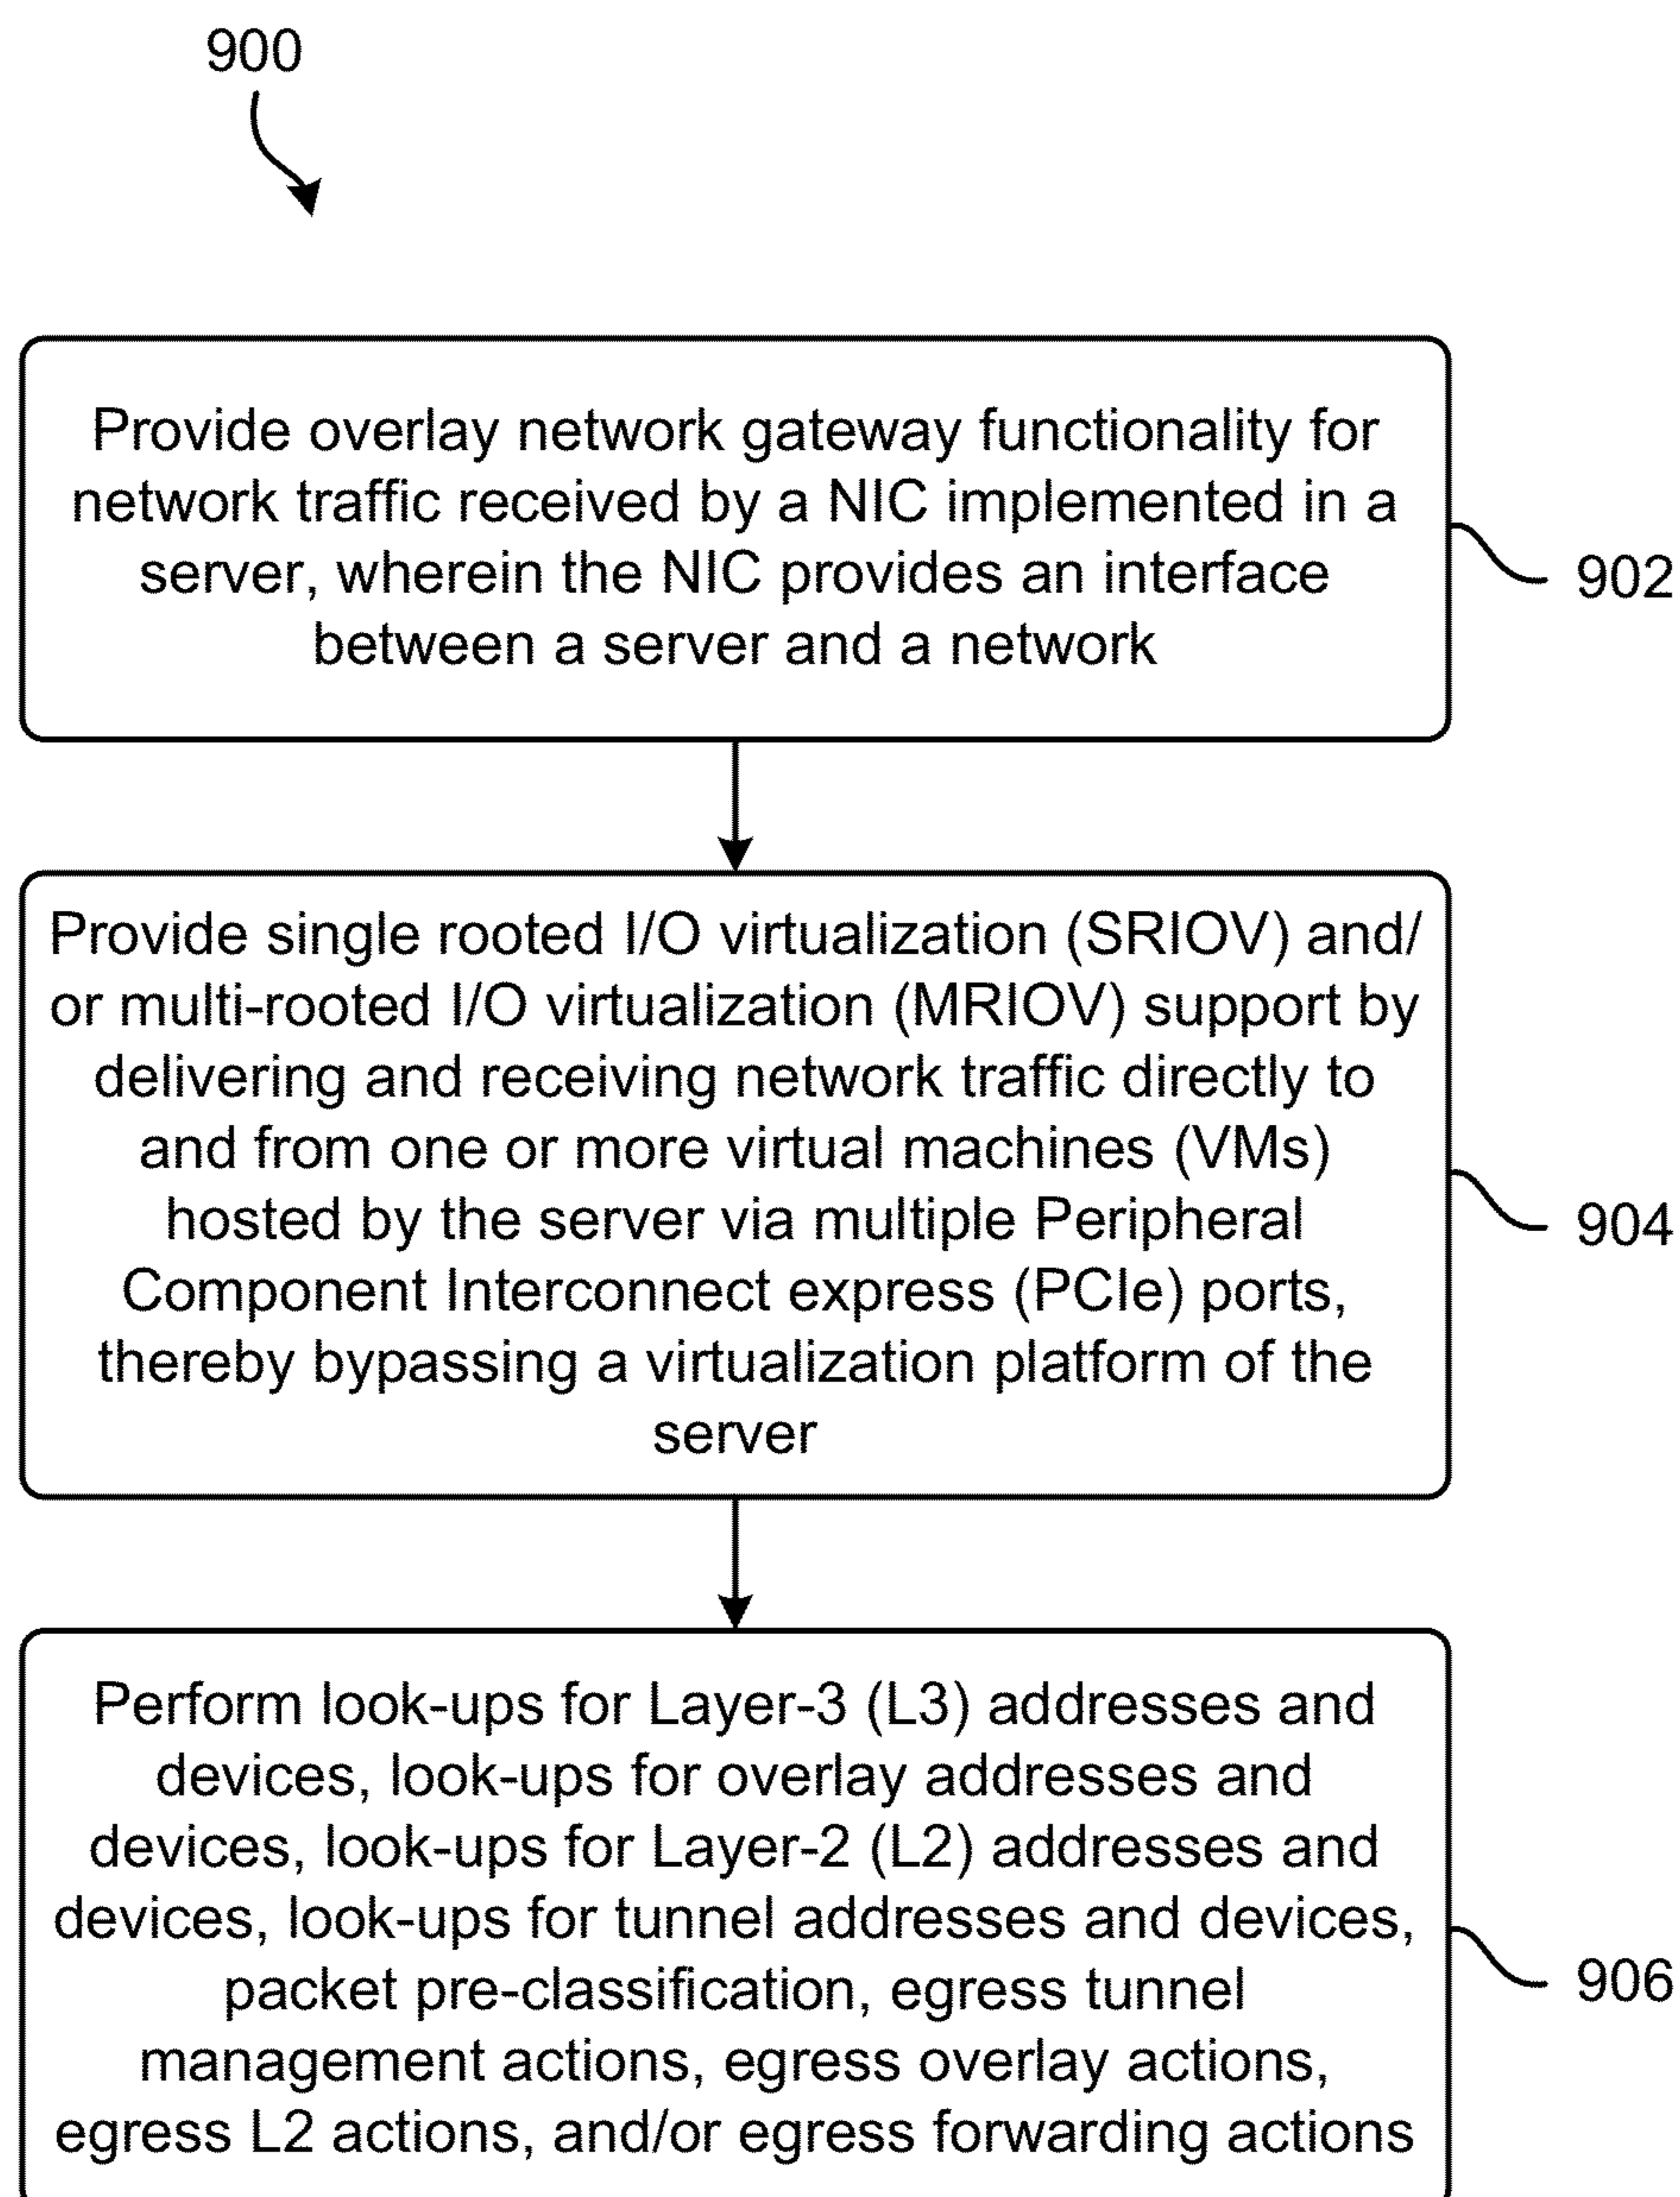 900
Provide overlay network gateway functionality for
network traffic received by a NIC implemented in a
server, wherein the NIC provides an interface
between a server and a network
902
Provide single rooted I/O virtualization (SRIOV) and/
or multi-rooted I/O virtualization (MRIOV) support by
delivering and receiving network traffic directly to
and from one or more virtual machines (VMs)
hosted by the server via multiple Peripheral
Component Interconnect express (PCIe) ports,
thereby bypassing a virtualization platform of the
server
904
Perform look-ups for Layer-3 (L3) addresses and
devices, look-ups for overlay addresses and
devices, look-ups for Layer-2 (L2) addresses and
devices, look-ups for tunnel addresses and devices,
packet pre-classification, egress tunnel
management actions, egress overlay actions,
egress L2 actions, and/or egress forwarding actions
906